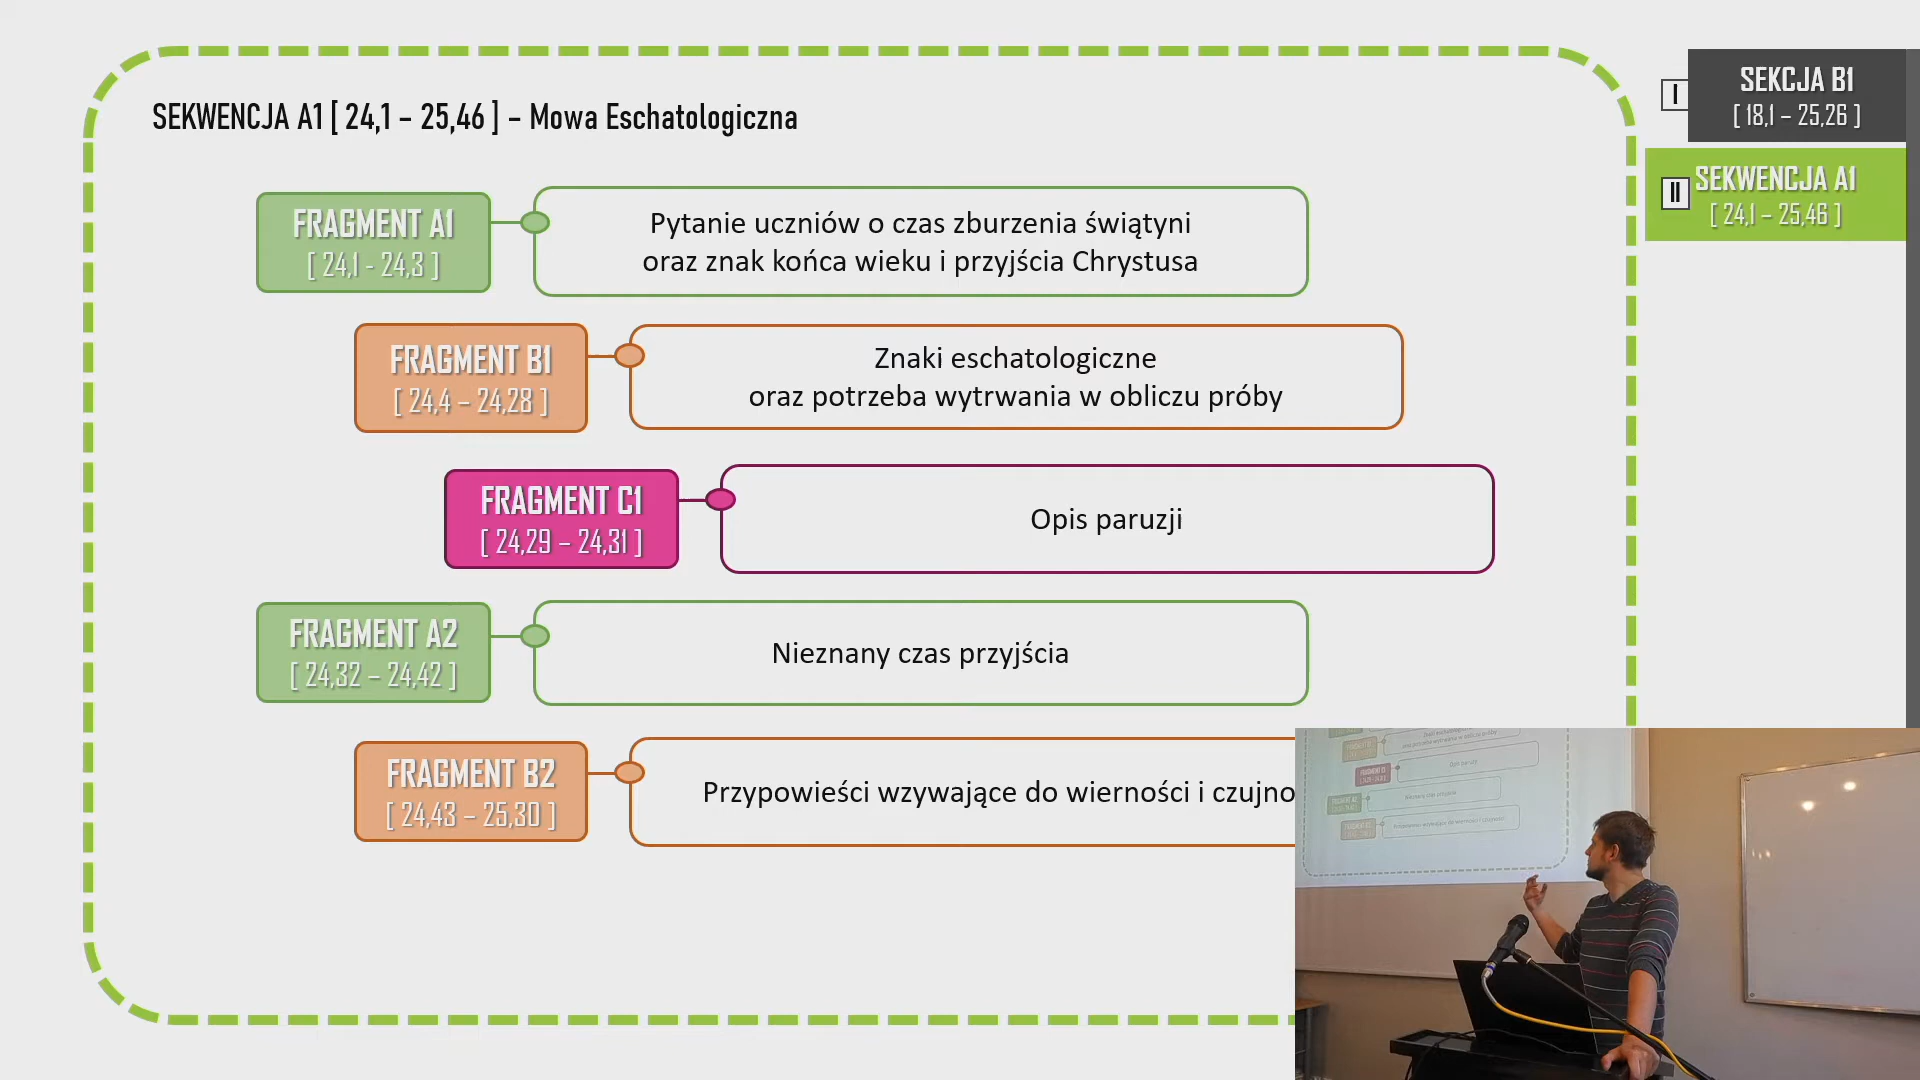 SEKWENCJA A1 [ 24,1 – 25,46 ] – Mowa Eschatologiczna
FRAGMENT A1
[ 24,1 - 24,3 ]
Pytanie uczniów o czas zburzenia świątyni
oraz znak końca wieku i przyjścia Chrystusa
FRAGMENT B1
[ 24,4 – 24,28 ]
Znaki eschatologiczne
oraz potrzeba wytrwania w obliczu próby
FRAGMENT C1
[ 24,29 – 24,31 ]
Opis paruzji
FRAGMENT A2
[ 24,32 – 24,42 ]
Nieznany czas przyjścia
FRAGMENT B2
[ 24,43 – 25,30 ]
Przypowieści wzywające do wierności i czujno
I
SEKCJA B1
[ 18,1 – 25,26 ]
II
SEKWENCJA A1
[ 24,1 – 25,46 ]